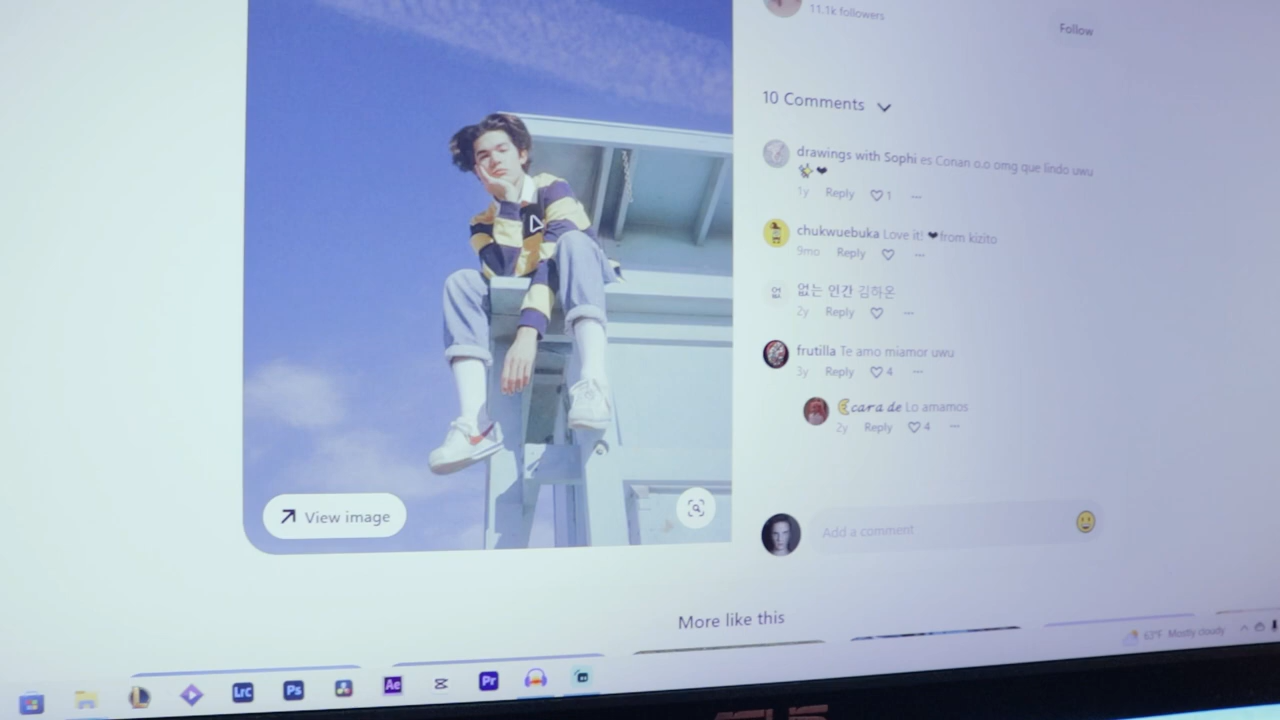 11.1k followers
Follow
10 Comments
drawings with Sophi es Conan o.o omg que lindo uwu
✨❤
1y Reply 1 ...
chukwuebuka Love it! ❤from kizito
9mo Reply ...
없
없는 인간 김하온
2y Reply ...
frutilla Te amo miamor uwu
3y Reply 4 ...
cara de Lo amamos
2y Reply 4 ...
View image
Add a comment
More like this
63°F Mostly cloudy
Lrc Ps Ae Pr